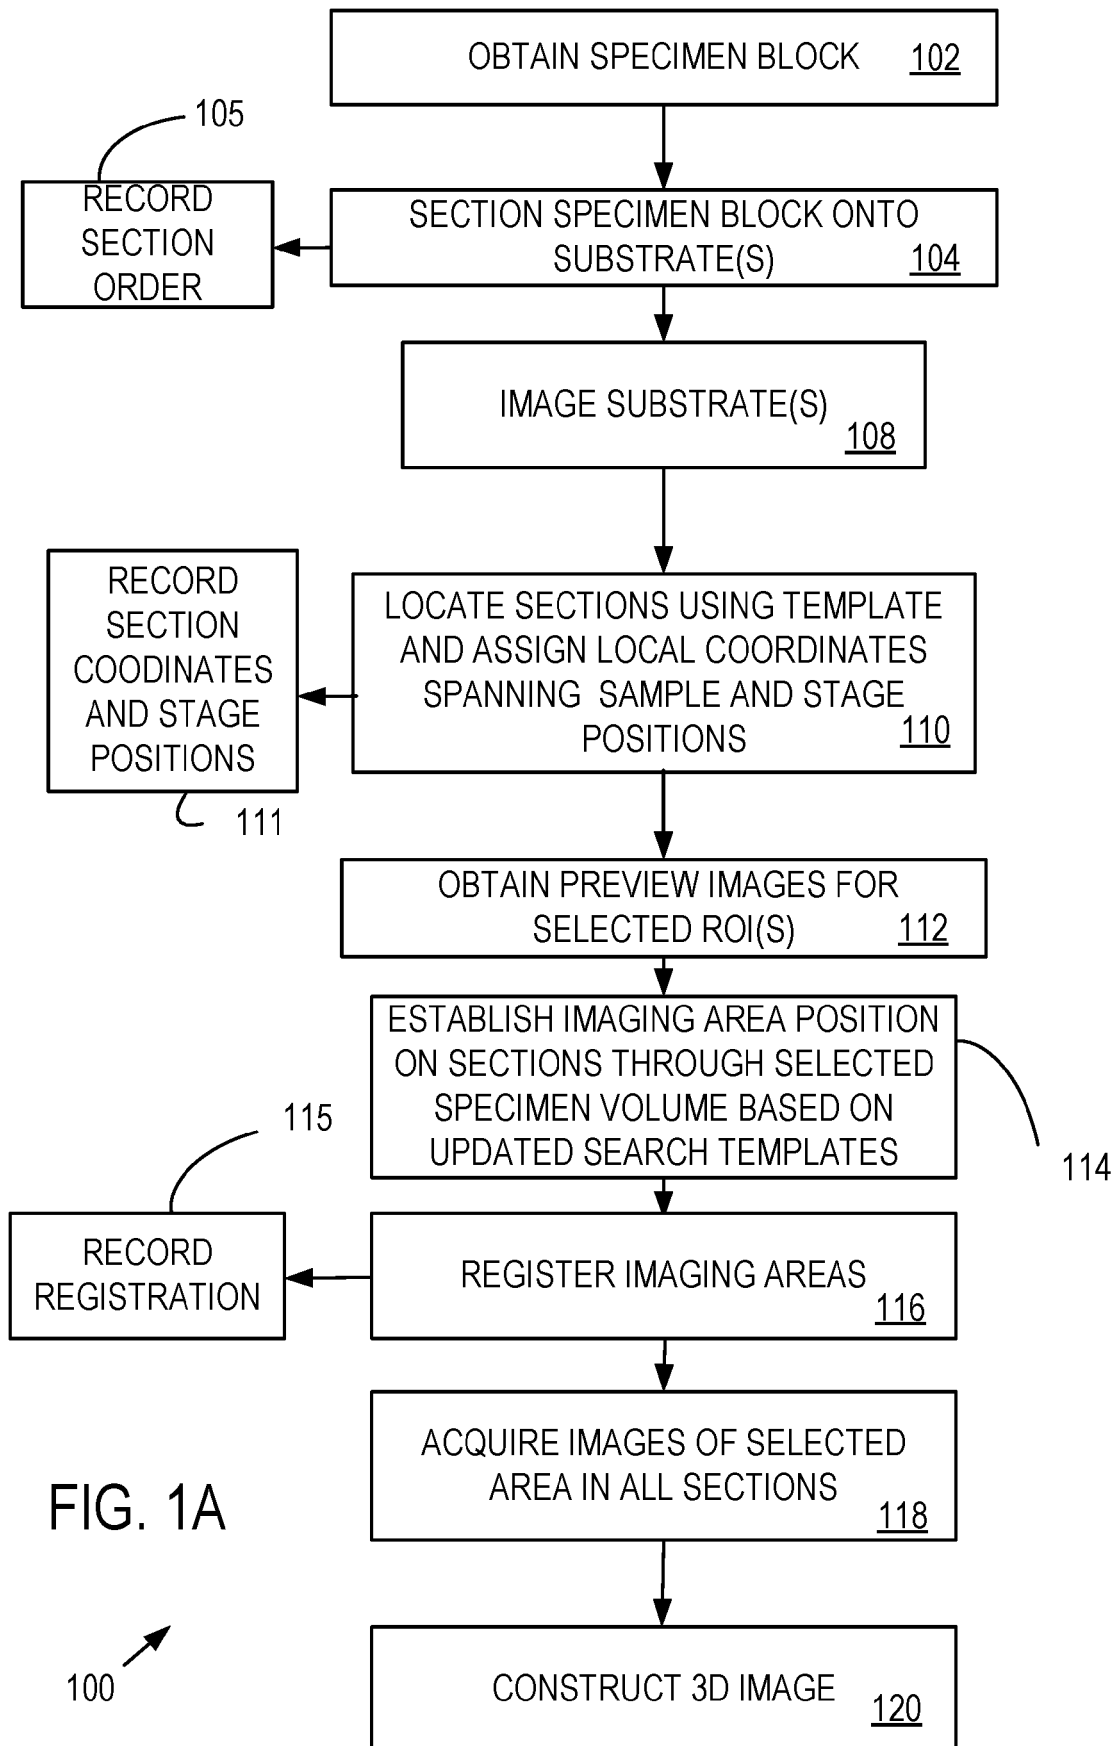 OBTAIN SPECIMEN BLOCK 102
105
RECORD
SECTION
ORDER
SECTION SPECIMEN BLOCK ONTO
SUBSTRATE(S) 104
IMAGE SUBSTRATE(S)
108
RECORD
SECTION
COODINATES
AND STAGE
POSITIONS
111
LOCATE SECTIONS USING TEMPLATE
AND ASSIGN LOCAL COORDINATES
SPANNING SAMPLE AND STAGE
POSITIONS 110
OBTAIN PREVIEW IMAGES FOR
SELECTED ROI(S) 112
ESTABLISH IMAGING AREA POSITION
ON SECTIONS THROUGH SELECTED
SPECIMEN VOLUME BASED ON
UPDATED SEARCH TEMPLATES
114
115
RECORD
REGISTRATION
REGISTER IMAGING AREAS
116
ACQUIRE IMAGES OF SELECTED
AREA IN ALL SECTIONS
118
FIG. 1A
100
CONSTRUCT 3D IMAGE
120